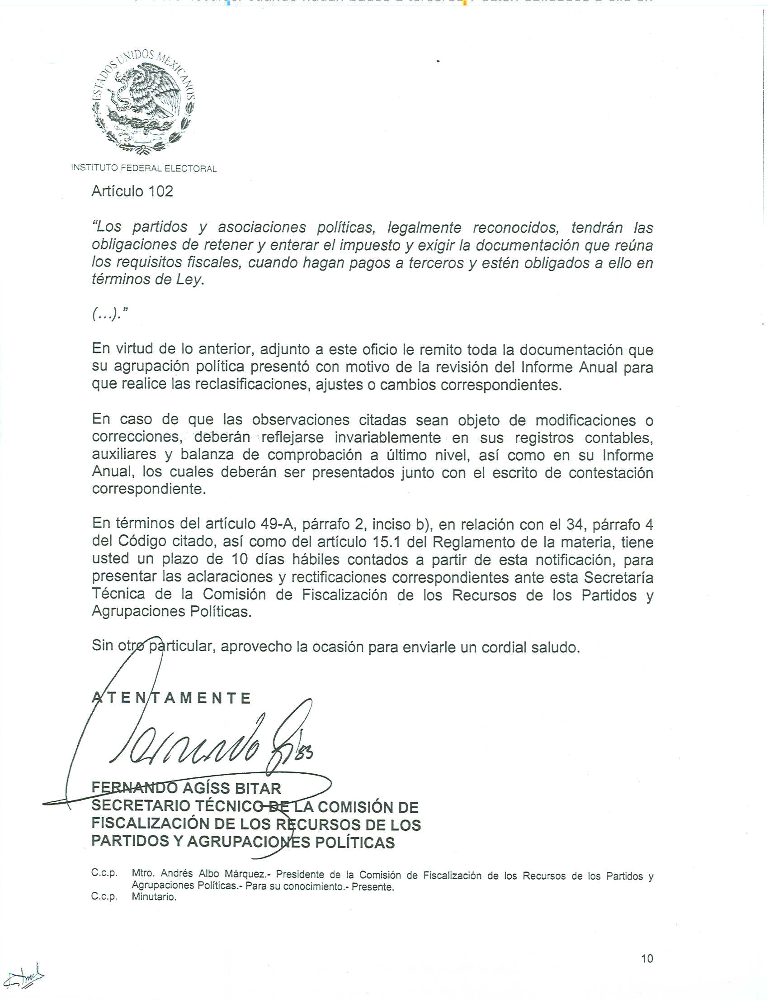 ESTADOS UNIDOS MEXICANOS
INSTITUTO FEDERAL ELECTORAL
Artículo 102
“Los partidos y asociaciones políticas, legalmente reconocidos, tendrán las
obligaciones de retener y enterar el impuesto y exigir la documentación que reúna
los requisitos fiscales, cuando hagan pagos a terceros y estén obligados a ello en
términos de Ley.
(...).”
En virtud de lo anterior, adjunto a este oficio le remito toda la documentación que
su agrupación política presentó con motivo de la revisión del Informe Anual para
que realice las reclasificaciones, ajustes o cambios correspondientes.
En caso de que las observaciones citadas sean objeto de modificaciones o
correcciones, deberán reflejarse invariablemente en sus registros contables,
auxiliares y balanza de comprobación a último nivel, así como en su Informe
Anual, los cuales deberán ser presentados junto con el escrito de contestación
correspondiente.
En términos del artículo 49-A, párrafo 2, inciso b), en relación con el 34, párrafo 4
del Código citado, así como del artículo 15.1 del Reglamento de la materia, tiene
usted un plazo de 10 días hábiles contados a partir de esta notificación, para
presentar las aclaraciones y rectificaciones correspondientes ante esta Secretaría
Técnica de la Comisión de Fiscalización de los Recursos de los Partidos y
Agrupaciones Políticas.
Sin otro particular, aprovecho la ocasión para enviarle un cordial saludo.
A T E N T A M E N T E
FERNANDO AGÍSS BITAR
SECRETARIO TÉCNICO DE LA COMISIÓN DE
FISCALIZACIÓN DE LOS RECURSOS DE LOS
PARTIDOS Y AGRUPACIONES POLÍTICAS
C.c.p. Mtro. Andrés Albo Márquez.- Presidente de la Comisión de Fiscalización de los Recursos de los Partidos y
Agrupaciones Políticas.- Para su conocimiento.- Presente.
C.c.p. Minutario.
10